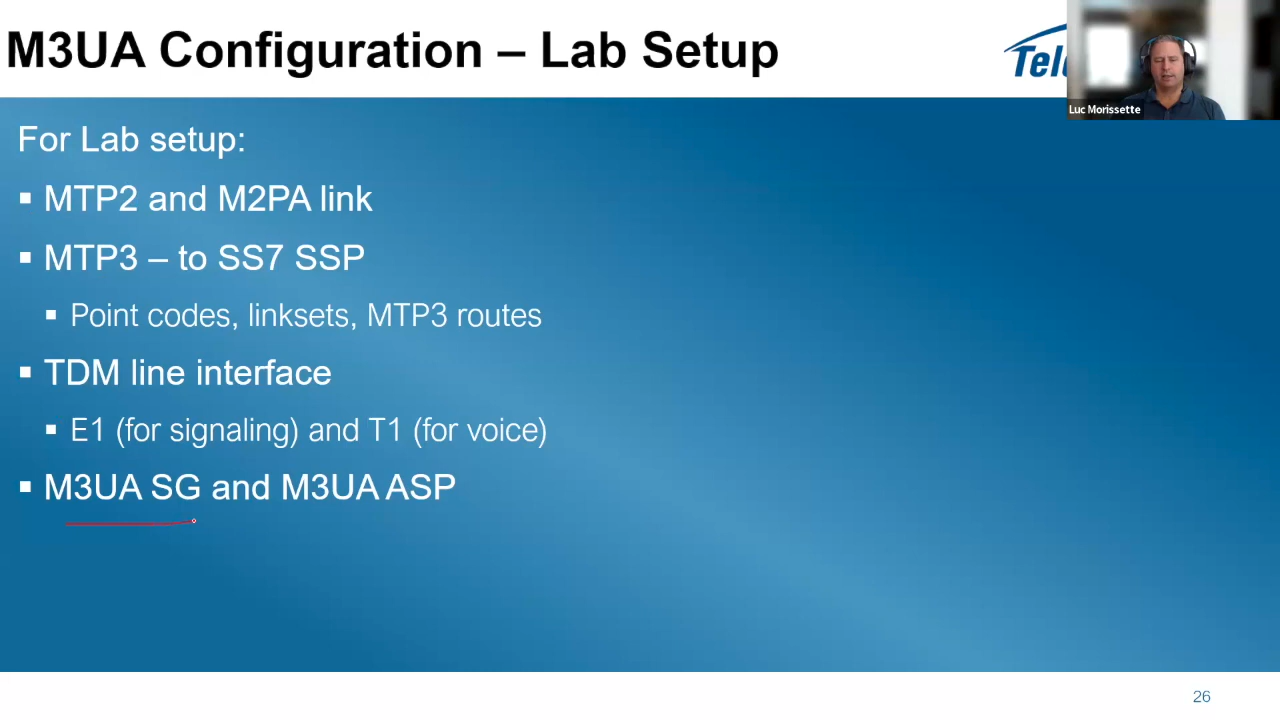 M3UA Configuration – Lab Setup
Luc Morissette
For Lab setup:
▪ MTP2 and M2PA link
▪ MTP3 – to SS7 SSP
▪ Point codes, linksets, MTP3 routes
▪ TDM line interface
▪ E1 (for signaling) and T1 (for voice)
▪ M3UA SG and M3UA ASP
26